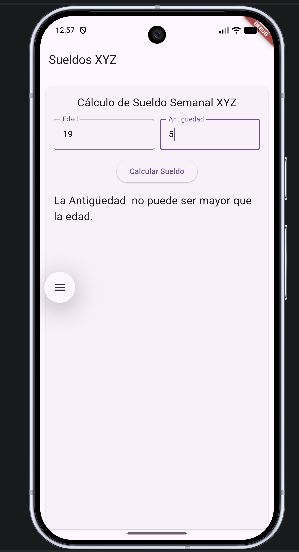 12:57
DEBUG
Sueldos XYZ
Cálculo de Sueldo Semanal XYZ
Edad
Antigüedad
19
5
Calcular Sueldo
La Antigüedad no puede ser mayor que
la edad.